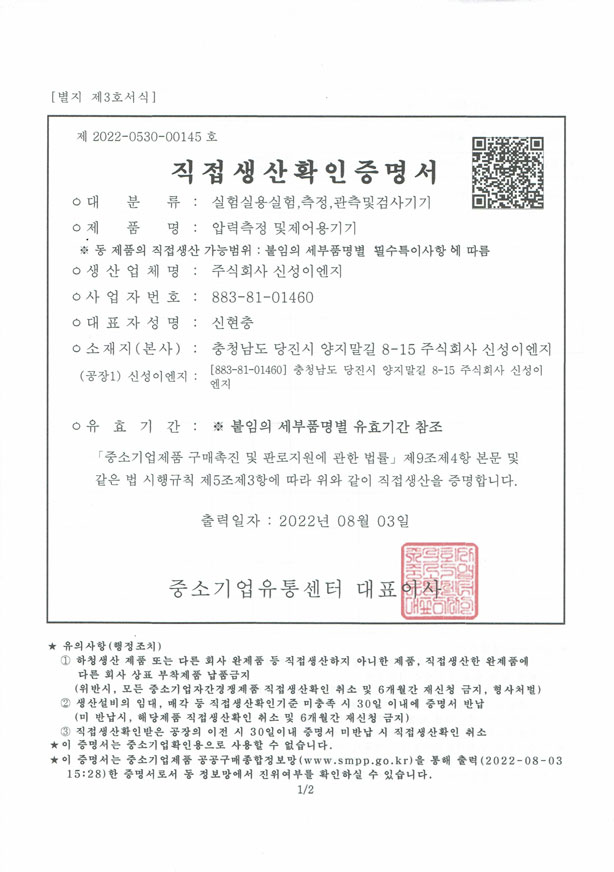 [별지 제3호서식]
제 2022-0530-00145 호
직접생산확인증명서
○ 대 분 류 : 실험실용실험,측정,관측및검사기기
○ 제 품 명 : 압력측정 및제어용기기
※ 동 제품의 직접생산 가능범위 : 붙임의 세부품명별 필수특이사항 에 따름
○ 생 산 업 체 명 : 주식회사 신성이엔지
○ 사 업 자 번 호 : 883-81-01460
○ 대 표 자 성 명 : 신현충
○ 소 재 지 (본 사) : 충청남도 당진시 양지말길 8-15 주식회사 신성이엔지
(공장1) 신성이엔지 : [883-81-01460] 충청남도 당진시 양지말길 8-15 주식회사 신성이
엔지
○ 유 효 기 간 : ※ 붙임의 세부품명별 유효기간 참조
「중소기업제품 구매촉진 및 판로지원에 관한 법률」 제9조제4항 본문 및
같은 법 시행규칙 제5조제3항에 따라 위와 같이 직접생산을 증명합니다.
출력일자 : 2022년 08월 03일
중소기업유통센터 대표이사
★ 유의사항(행정조치)
① 하청생산 제품 또는 다른 회사 완제품 등 직접생산하지 아니한 제품, 직접생산한 완제품에
다른 회사 상표 부착제품 납품금지
(위반시, 모든 중소기업자간경쟁제품 직접생산확인 취소 및 6개월간 재신청 금지, 형사처벌)
② 생산설비의 임대, 매각 등 직접생산확인기준 미충족 시 30일 이내에 증명서 반납
(미 반납시, 해당제품 직접생산확인 취소 및 6개월간 재신청 금지)
③ 직접생산확인받은 공장의 이전 시 30일이내 증명서 미반납 시 직접생산확인 취소
★이 증명서는 중소기업확인용으로 사용할 수 없습니다.
★이 증명서는 중소기업제품 공공구매종합정보망(www.smpp.go.kr)을 통해 출력(2022-08-03
15:28)한 증명서로서 동 정보망에서 진위여부를 확인하실 수 있습니다.
1/2